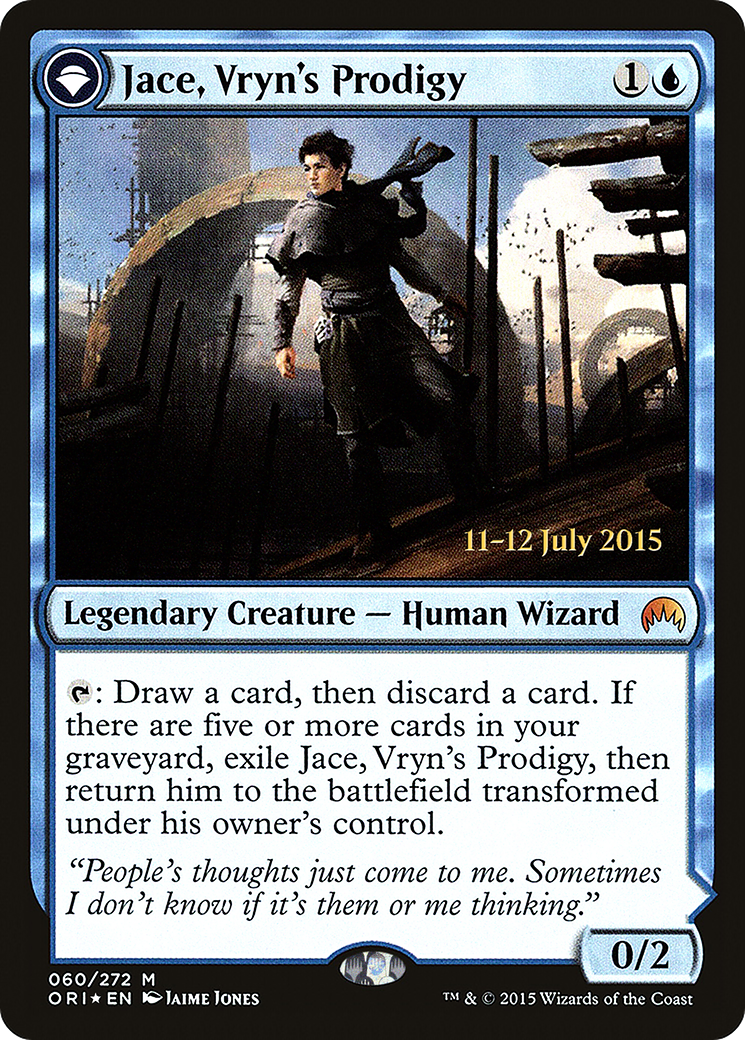 Jace, Vryn's Prodigy
1
11–12 July 2015
Legendary Creature — Human Wizard
: Draw a card, then discard a card. If
there are five or more cards in your
graveyard, exile Jace, Vryn's Prodigy, then
return him to the battlefield transformed
under his owner's control.
"People's thoughts just come to me. Sometimes
I don't know if it's them or me thinking."
0/2
060/272 M
ORI★EN Jaime Jones
™ & © 2015 Wizards of the Coast